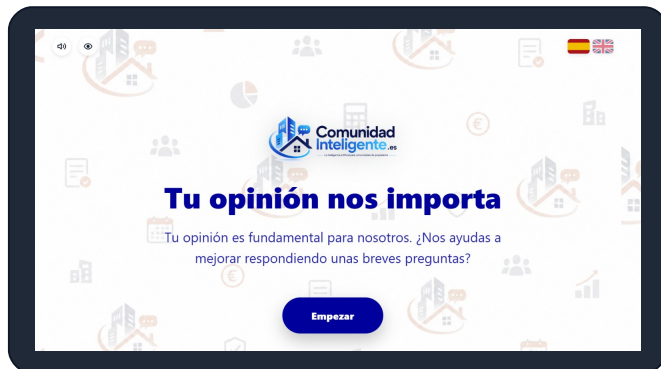 Comunidad
Inteligente.es
Tu opinión nos importa
Tu opinión es fundamental para nosotros. ¿Nos ayudas a
mejorar respondiendo unas breves preguntas?
Empezar